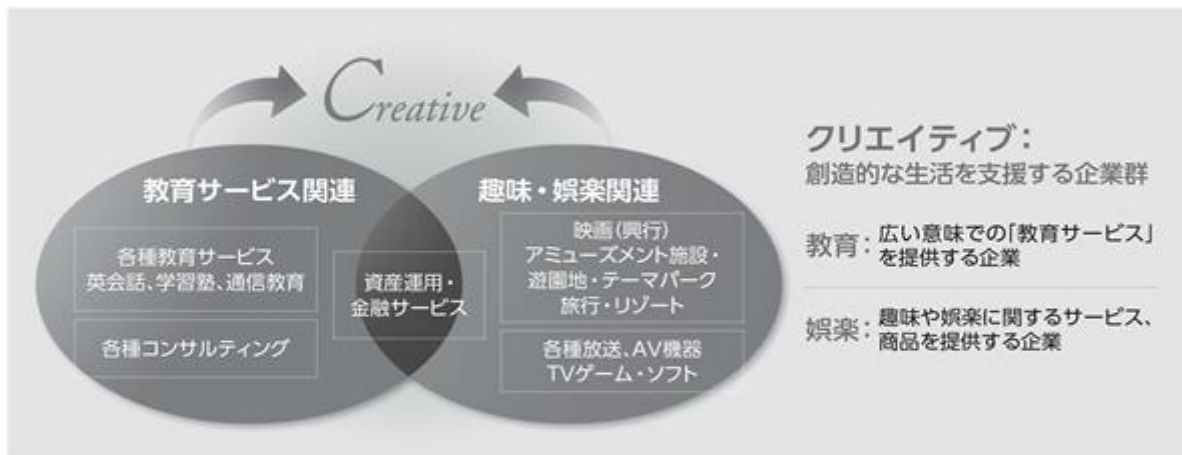 Creative
教育サービス関連
各種教育サービス
英会話、学習塾、通信教育
各種コンサルティング
資産運用・
金融サービス
趣味・娯楽関連
映画(興行)
アミューズメント施設・
遊園地・テーマパーク
旅行・リゾート
各種放送、AV機器
TVゲーム・ソフト
クリエイティブ：
創造的な生活を支援する企業群
教育：広い意味での「教育サービス」
を提供する企業
娯楽：趣味や娯楽に関するサービス、
商品を提供する企業